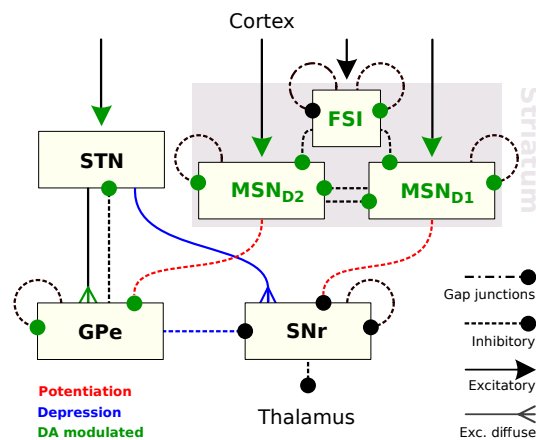 Cortex
Striatum
FSI
STN
MSND2
MSND1
GPe
SNr
Gap junctions
Inhibitory
Excitatory
Exc. diffuse
Potentiation
Depression
DA modulated
Thalamus